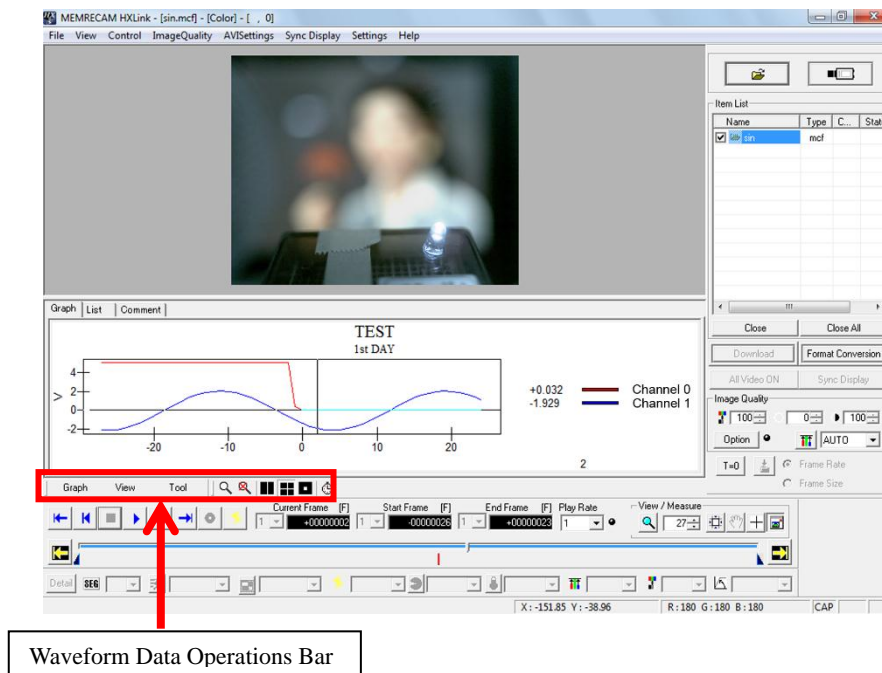 MEMRECAM HXLink - [sin.mcf] - [Color] - [ , 0]
File View Control ImageQuality AVISettings Sync Display Settings Help
Item List
Name Type C... Stat
sin mcf
Graph List Comment
TEST
1st DAY
V
4
2
0
-2
-20 -10 0 10 20
+0.032 Channel 0
-1.929 Channel 1
2
Close Close All
Download Format Conversion
All Video ON Sync Display
Image Quality
100 0 100
Option AUTO
T=0 Frame Rate
Frame Size
Graph View Tool
Current Frame [F] Start Frame [F] End Frame [F] Play Rate View / Measure
1 +00000002 1 -00000026 1 +00000023 1 27
Detail SEG
X : -151.85 Y : -38.96 R : 180 G : 180 B : 180 CAP
Waveform Data Operations Bar